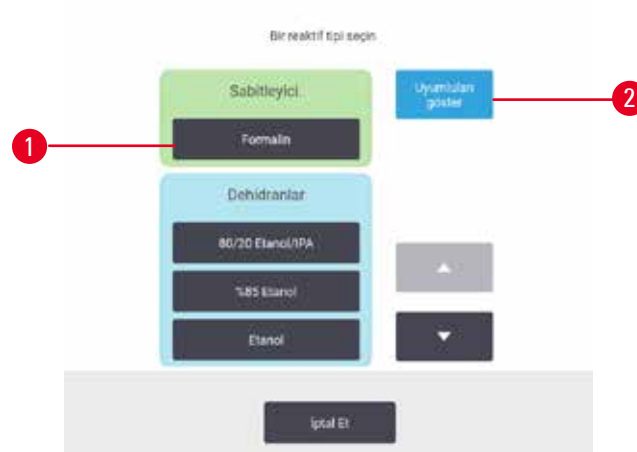 Bir reaktif tipi seçin
Sabitleyici
Uyumluları
göster
2
Formalin
1
Dehidranlar
80/20 Etanol/IPA
%85 Etanol
Etanol
İptal Et